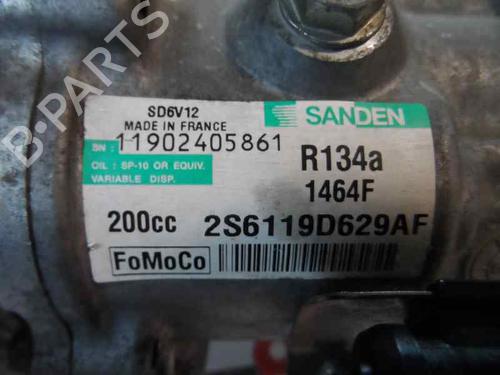 SD6V12
MADE IN FRANCE
SANDEN
SN : 11902405861
OIL : SP-10 OR EQUIV.
VARIABLE DISP.
R134a
1464F
200cc 2S6119D629AF
FoMoCo
B-PARTS